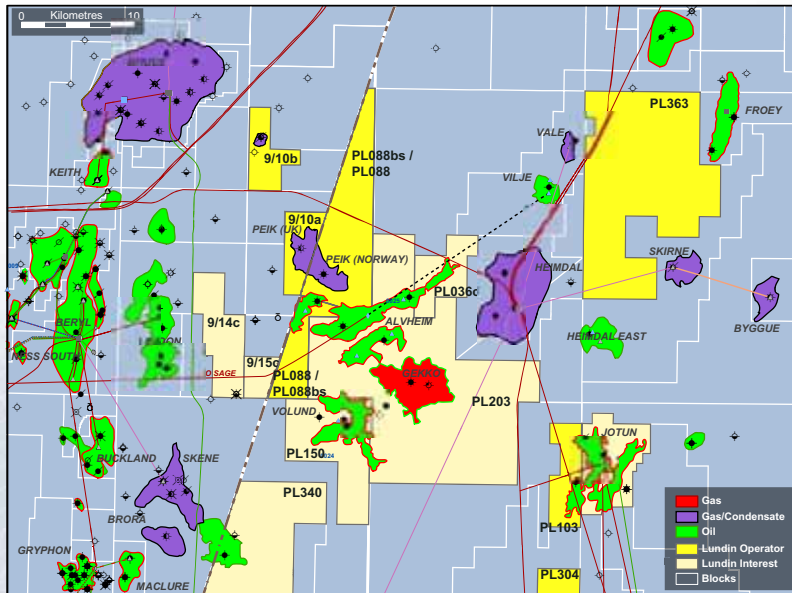 Kilometres
0 10
PL363
FROEY
VALE
KEITH
9/10b
PL088bs /
PL088
VILJE
9/10a
PEIK (UK)
PEIK (NORWAY)
HEIMDAL
SKIRNE
PL036c
BYGGUE
9/14c
ALVHEIM
BERYL
NESS SOUTH
HEIMDAL EAST
9/15c
SAGE
PL088 /
PL088bs
GEKKO
PL203
VOLUND
JOTUN
PL150
BUCKLAND
SKENE
PL340
BRORA
PL103
GRYPHON
MACLURE
PL304
Gas
Gas/Condensate
Oil
Lundin Operator
Lundin Interest
Blocks